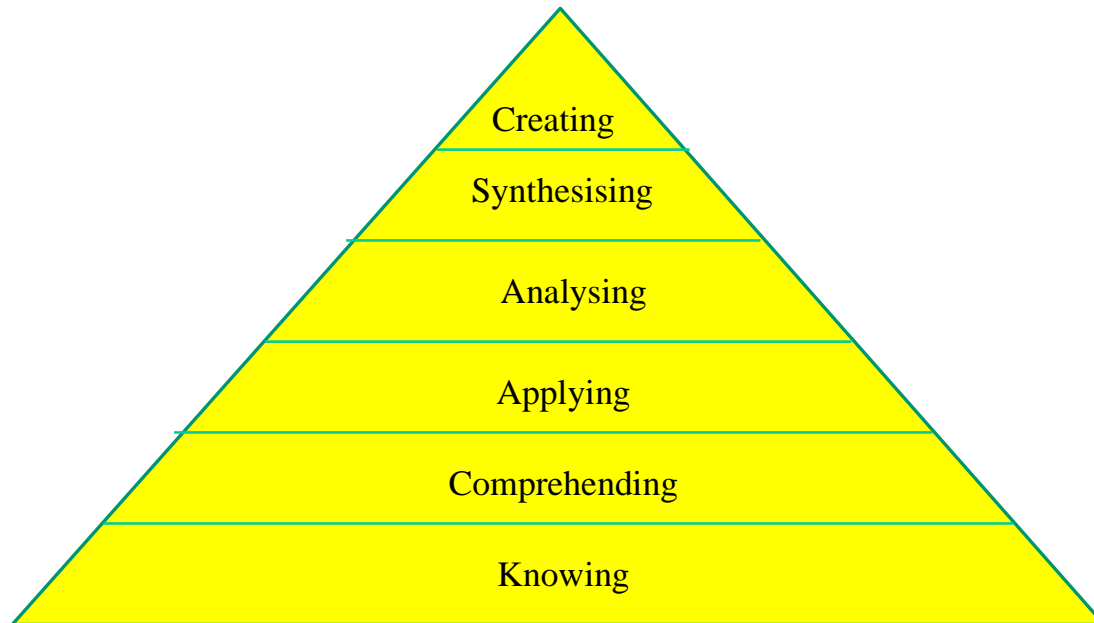 Creating
Synthesising
Analysing
Applying
Comprehending
Knowing